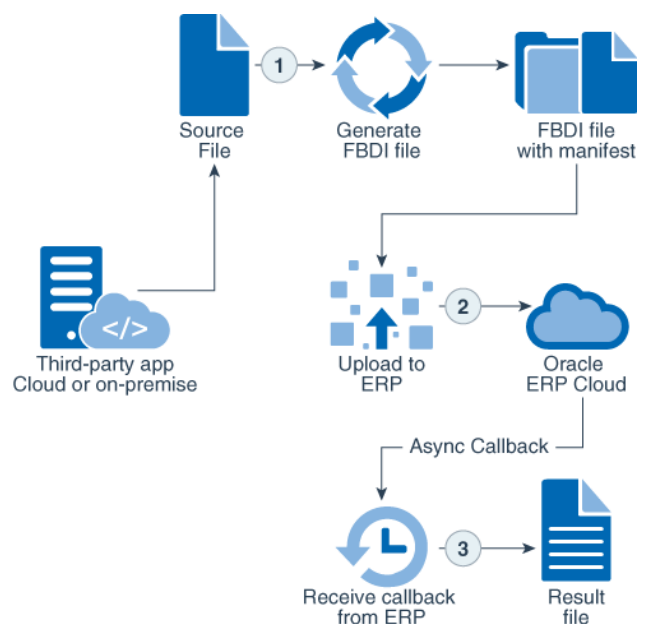 1
Source
File
Generate
FBDI file
FBDI file
with manifest
</>
Third-party app
Cloud or on-premise
2
Upload to
ERP
Oracle
ERP Cloud
Async Callback
3
Receive callback
from ERP
Result
file